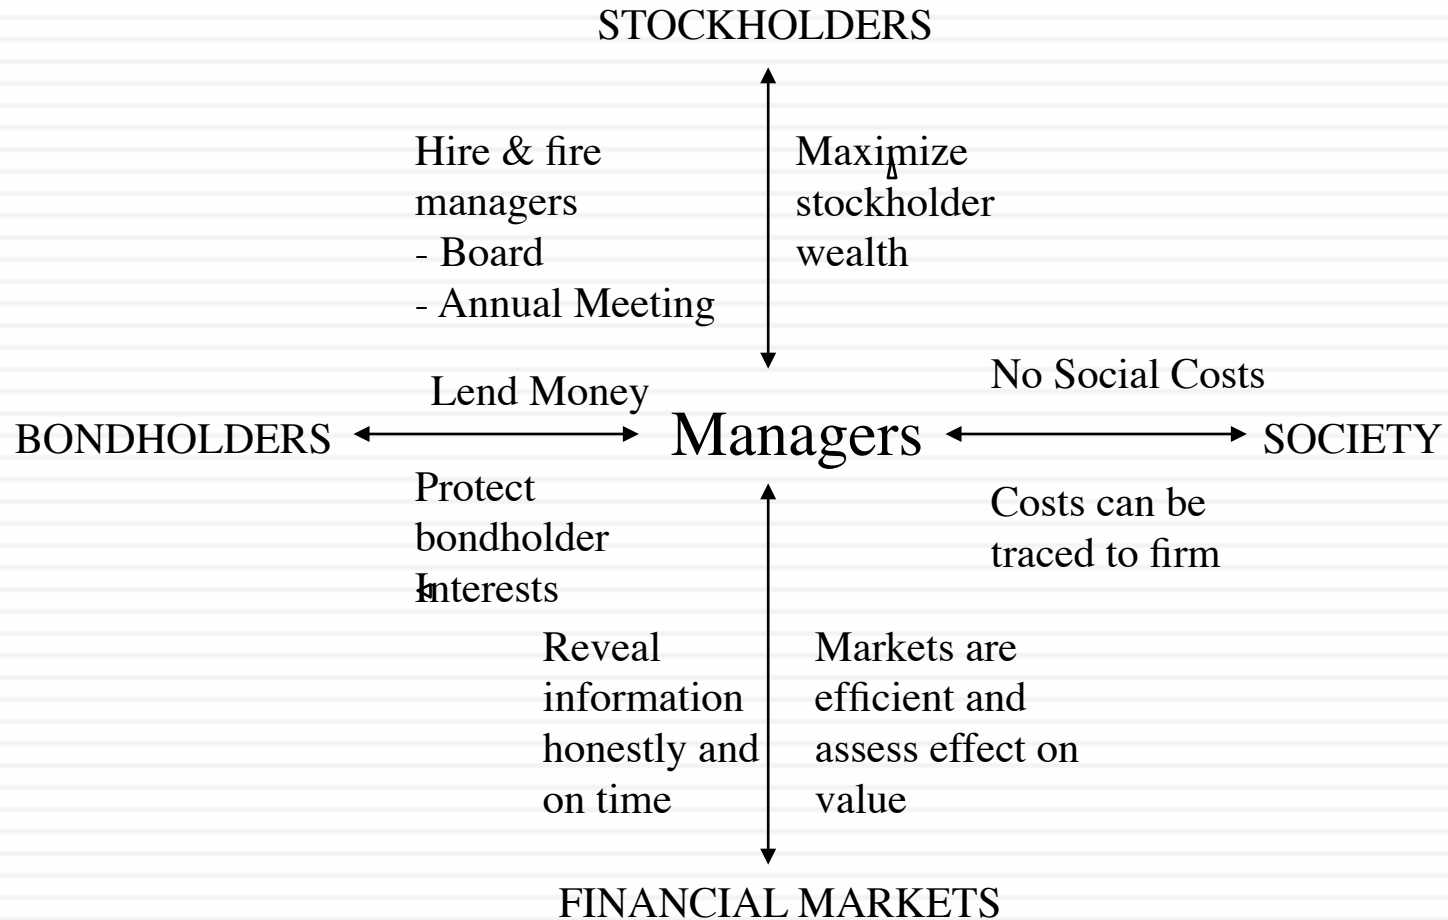 STOCKHOLDERS
Hire & fire
managers
- Board
- Annual Meeting
Maximize
stockholder
wealth
No Social Costs
Lend Money
BONDHOLDERS
Managers
SOCIETY
Protect
bondholder
Interests
Costs can be
traced to firm
Reveal
information
honestly and
on time
Markets are
efficient and
assess effect on
value
FINANCIAL MARKETS